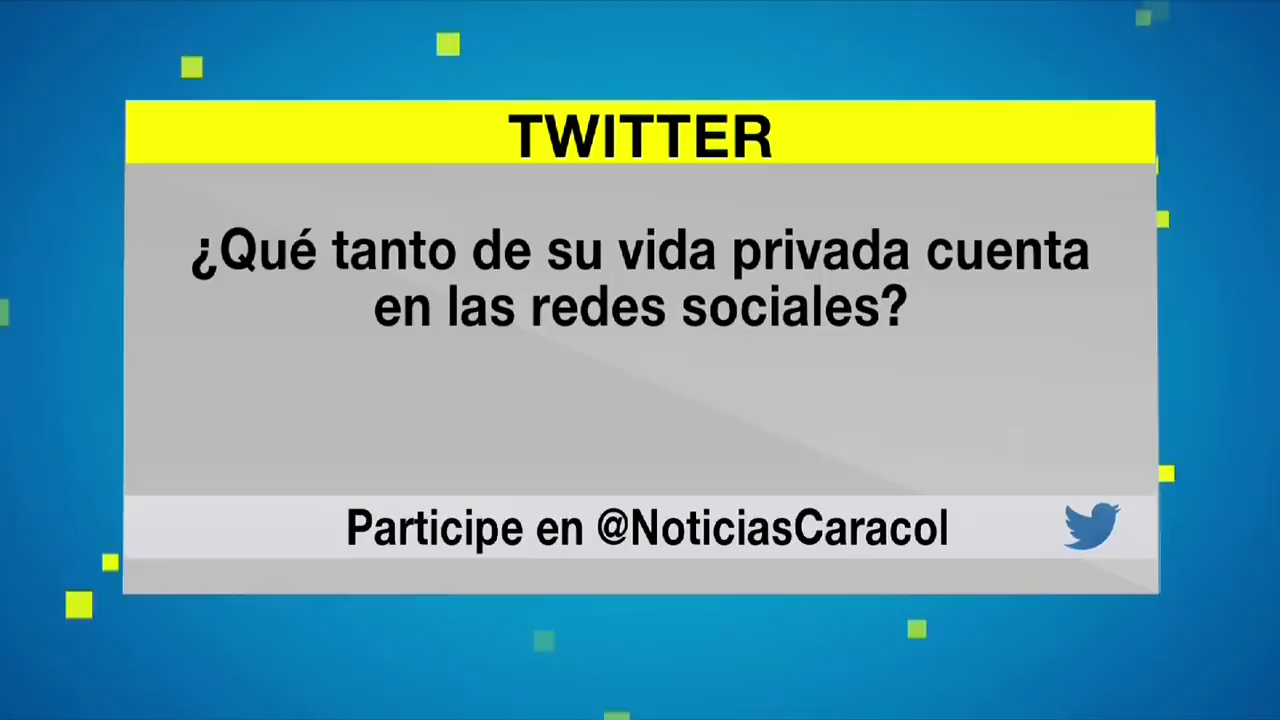 TWITTER
¿Qué tanto de su vida privada cuenta
en las redes sociales?
Participe en @NoticiasCaracol